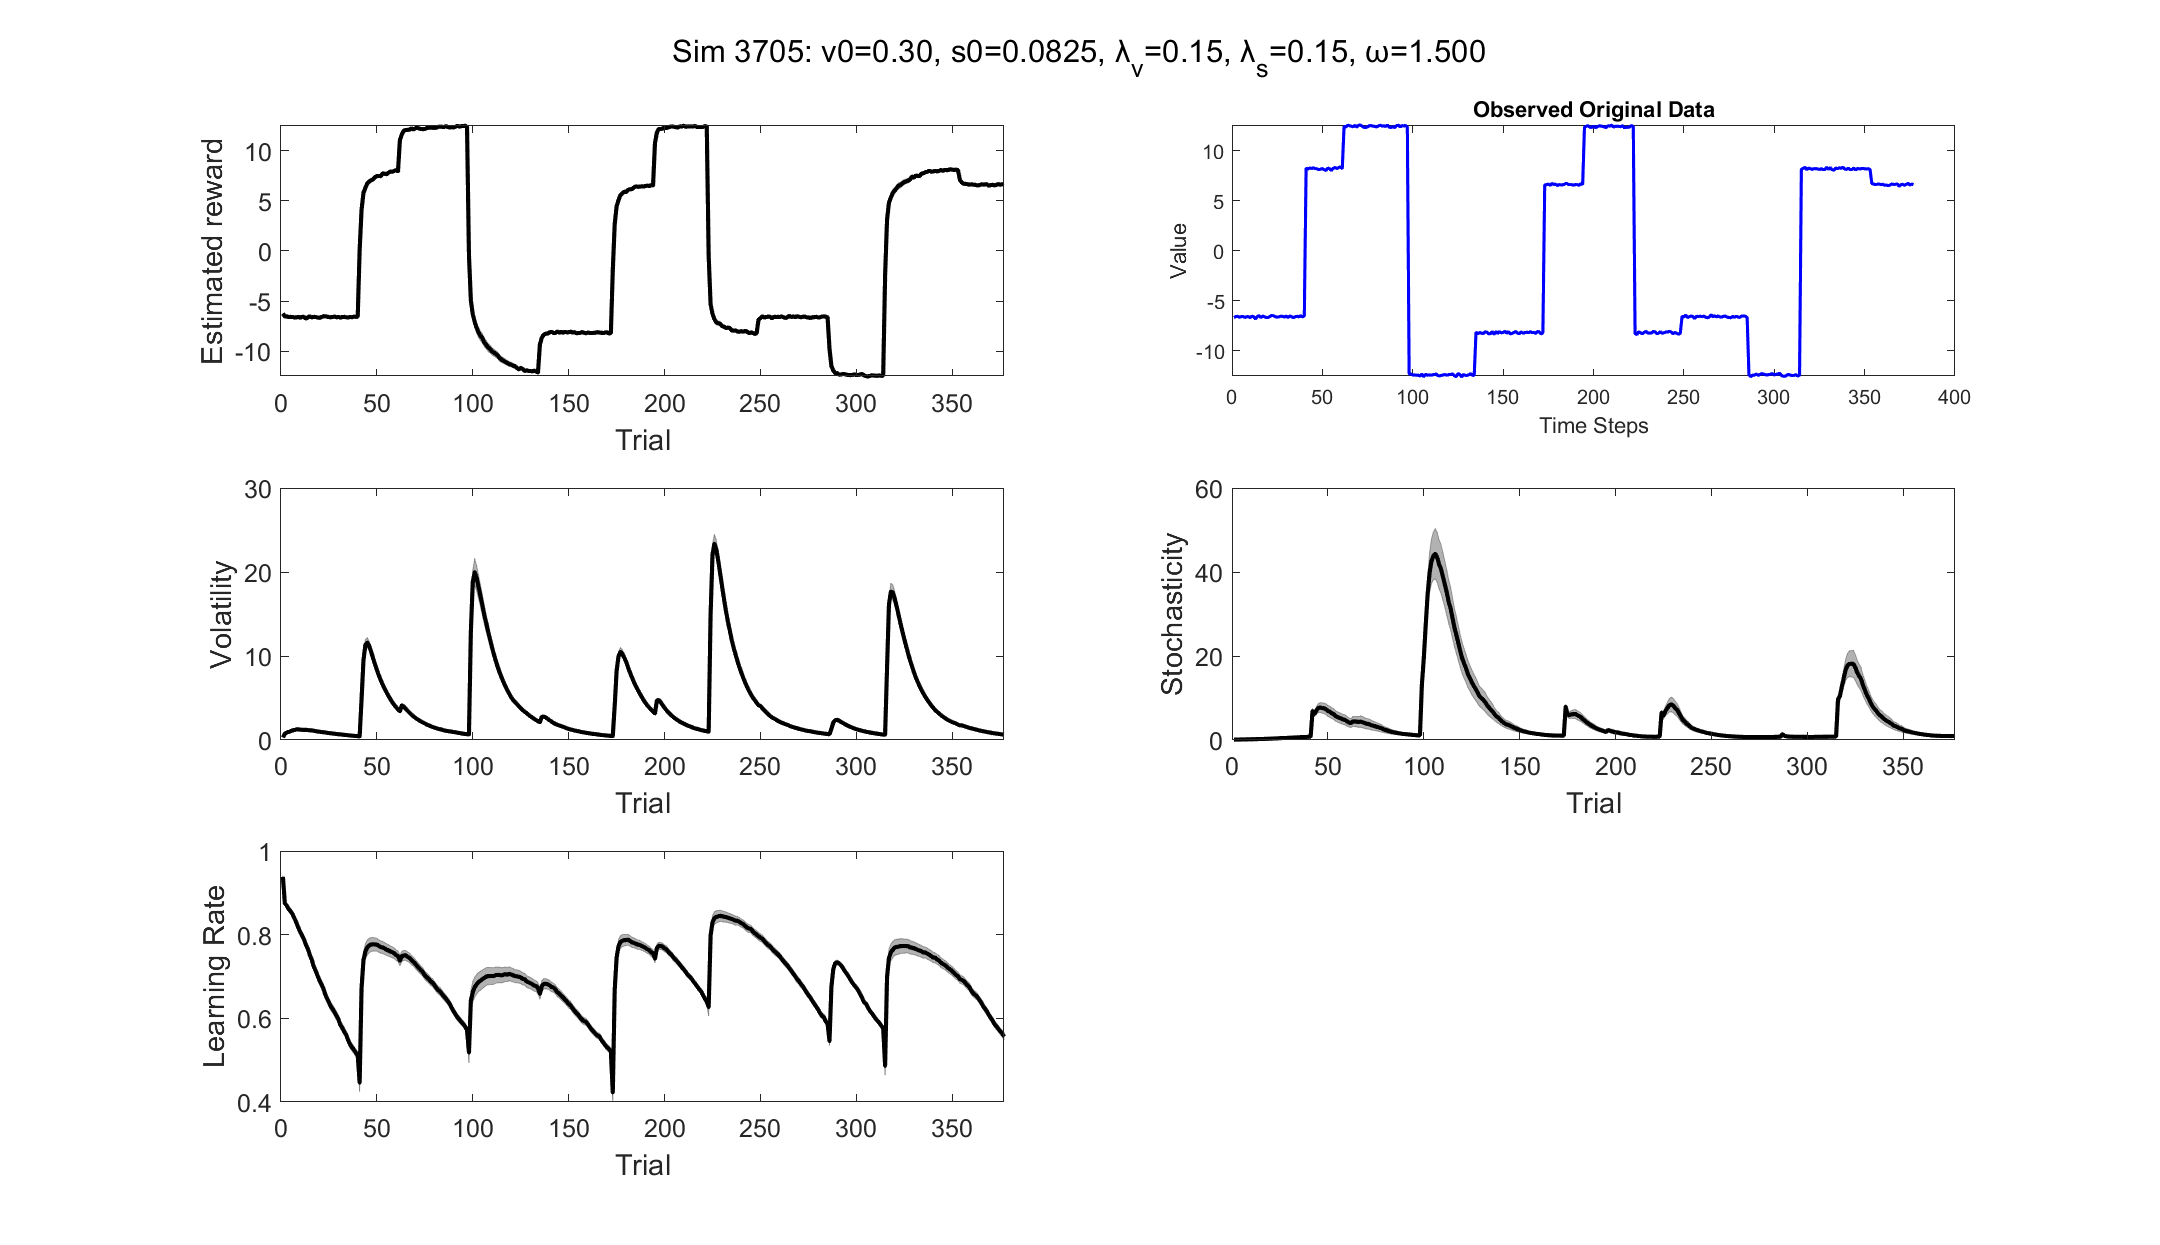 Sim 3705: v0=0.30, s0=0.0825, λ_v=0.15, λ_s=0.15, ω=1.500
Estimated reward
10
5
0
-5
-10
0 50 100 150 200 250 300 350
Trial
Observed Original Data
Value
10
5
0
-5
-10
0 50 100 150 200 250 300 350 400
Time Steps
Volatility
30
20
10
0
0 50 100 150 200 250 300 350
Trial
Stochasticity
60
40
20
0
0 50 100 150 200 250 300 350
Trial
Learning Rate
1
0.8
0.6
0.4
0 50 100 150 200 250 300 350
Trial